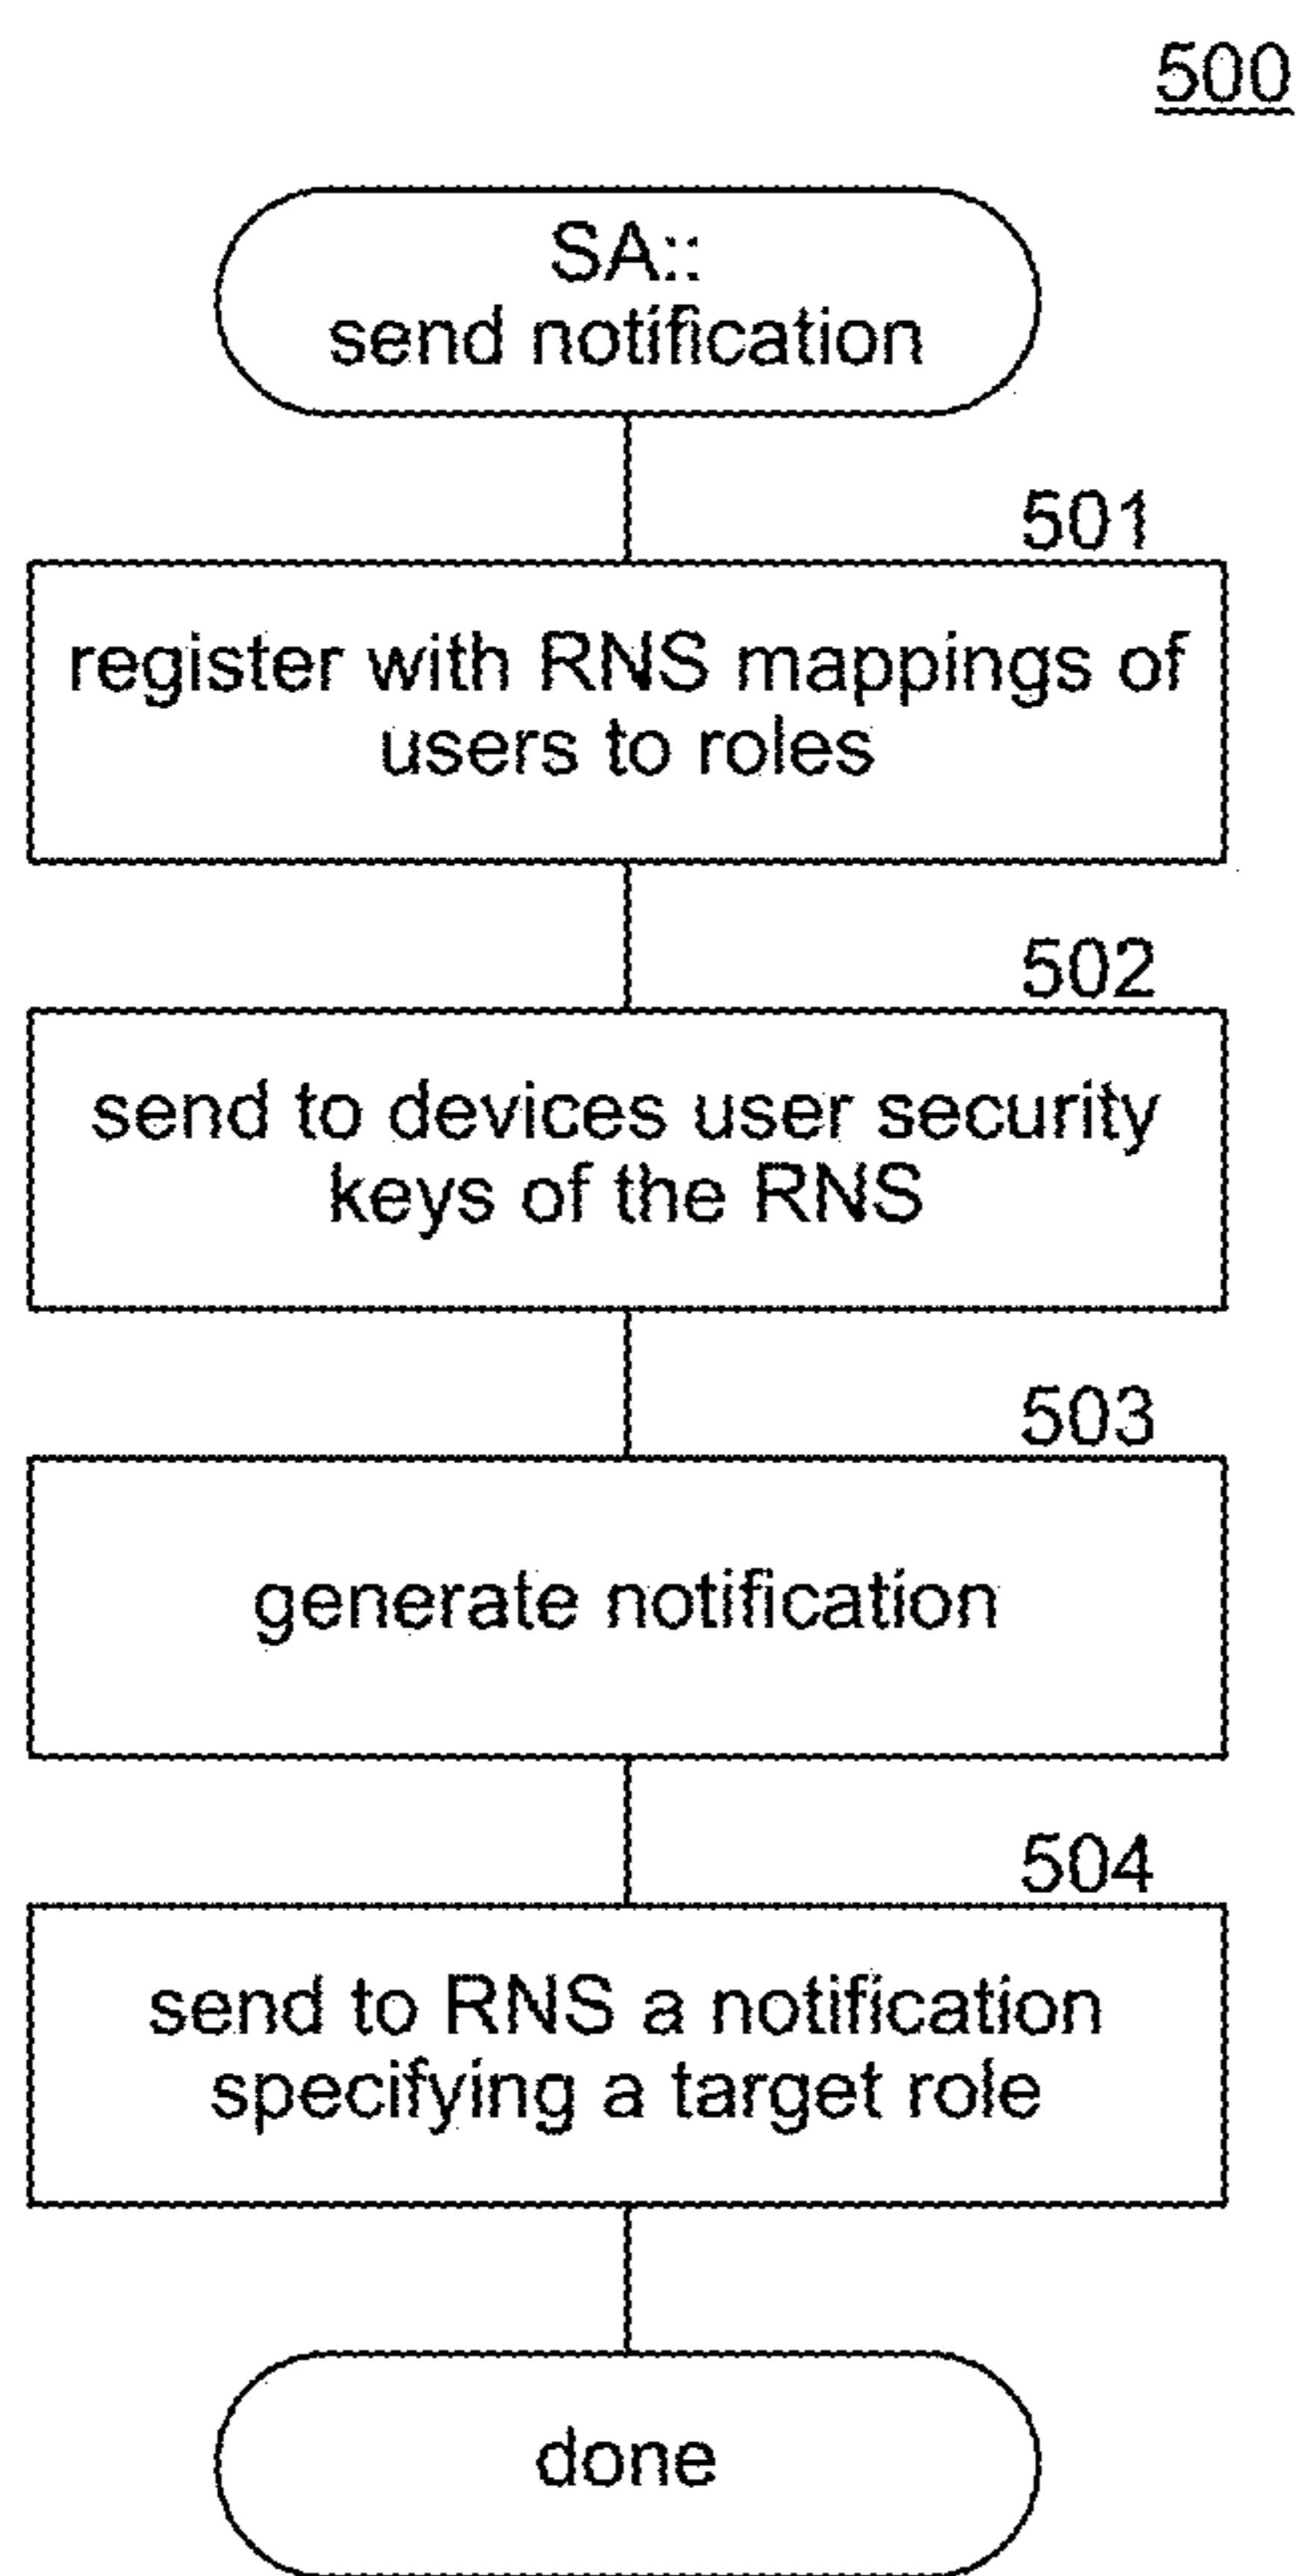 500
SA::
send notification
501
register with RNS mappings of
users to roles
502
send to devices user security
keys of the RNS
503
generate notification
504
send to RNS a notification
specifying a target role
done